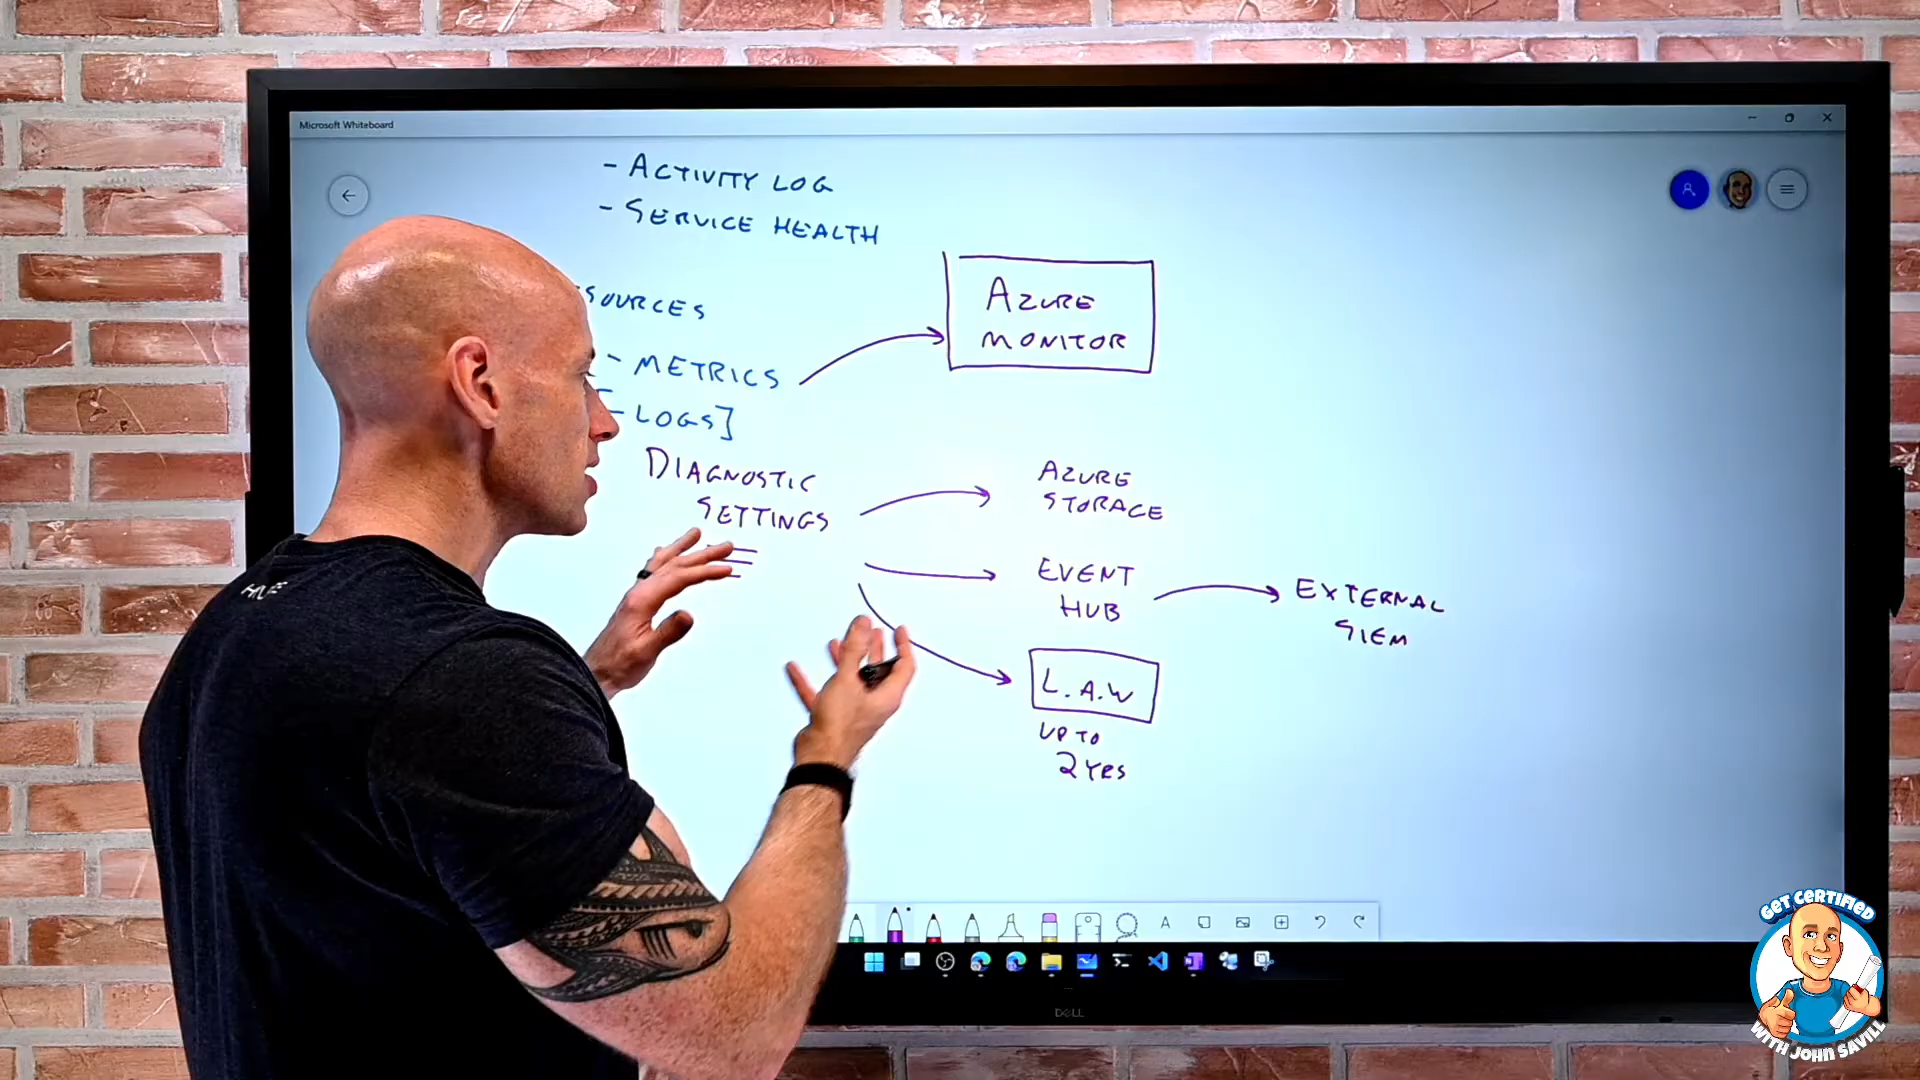 Microsoft Whiteboard
- ACTIVITY LOG
- SERVICE HEALTH
SOURCES
- METRICS
- LOGS]
DIAGNOSTIC
SETTINGS
AZURE
MONITOR
AZURE
STORAGE
EVENT
HUB
EXTERNAL
SIEM
L.A.W
UP TO
2 YRS
A
DELL
GET CERTIFIED
WITH JOHN SAVILL